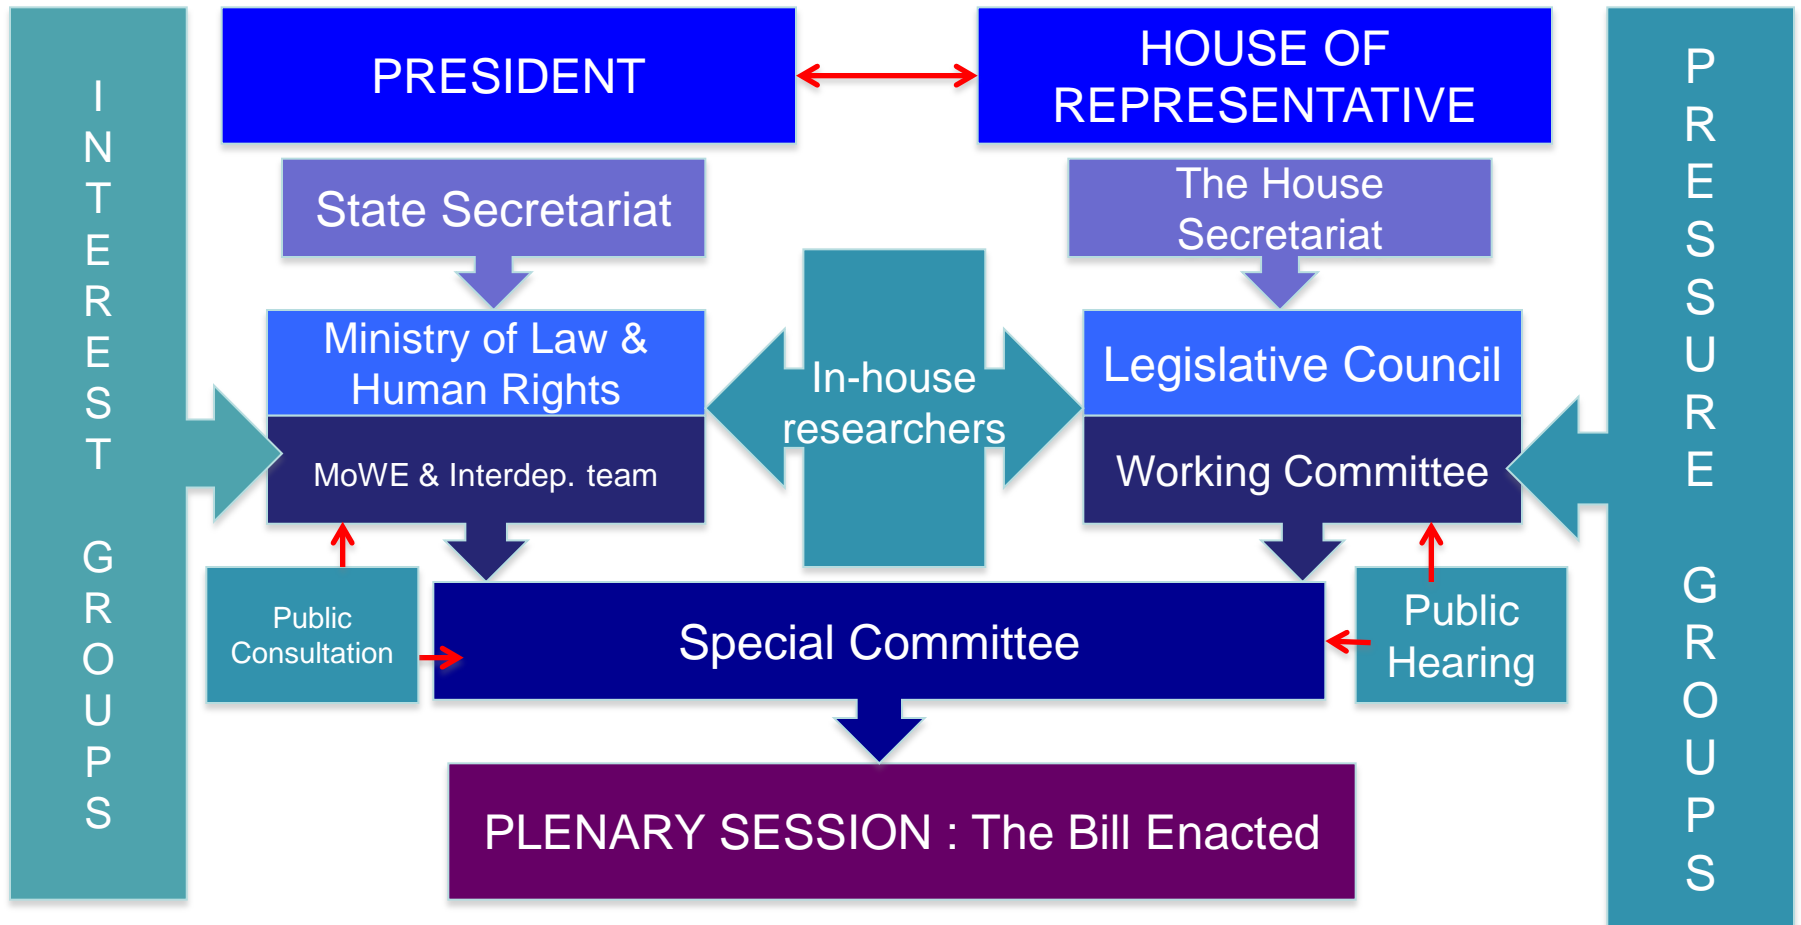 INTEREST GROUPS
PRESIDENT
HOUSE OF
REPRESENTATIVE
PRESSURE GROUPS
State Secretariat
The House
Secretariat
Ministry of Law &
Human Rights
In-house
researchers
Legislative Council
MoWE & Interdep. team
Working Committee
Public
Consultation
Special Committee
Public
Hearing
PLENARY SESSION : The Bill Enacted